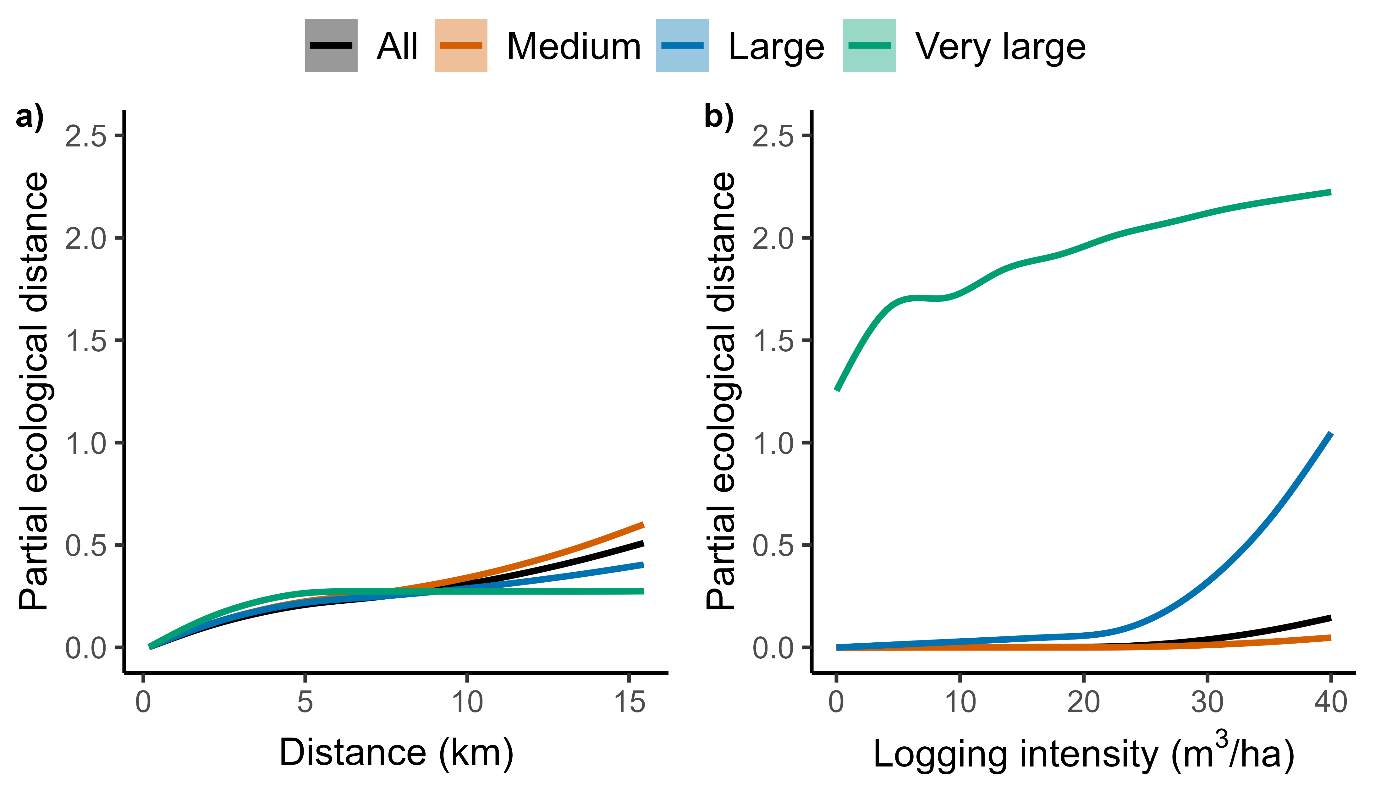 All Medium Large Very large
a)
Partial ecological distance
2.5
2.0
1.5
1.0
0.5
0.0
0 5 10 15
Distance (km)
b)
Partial ecological distance
2.5
2.0
1.5
1.0
0.5
0.0
0 10 20 30 40
Logging intensity (m³/ha)